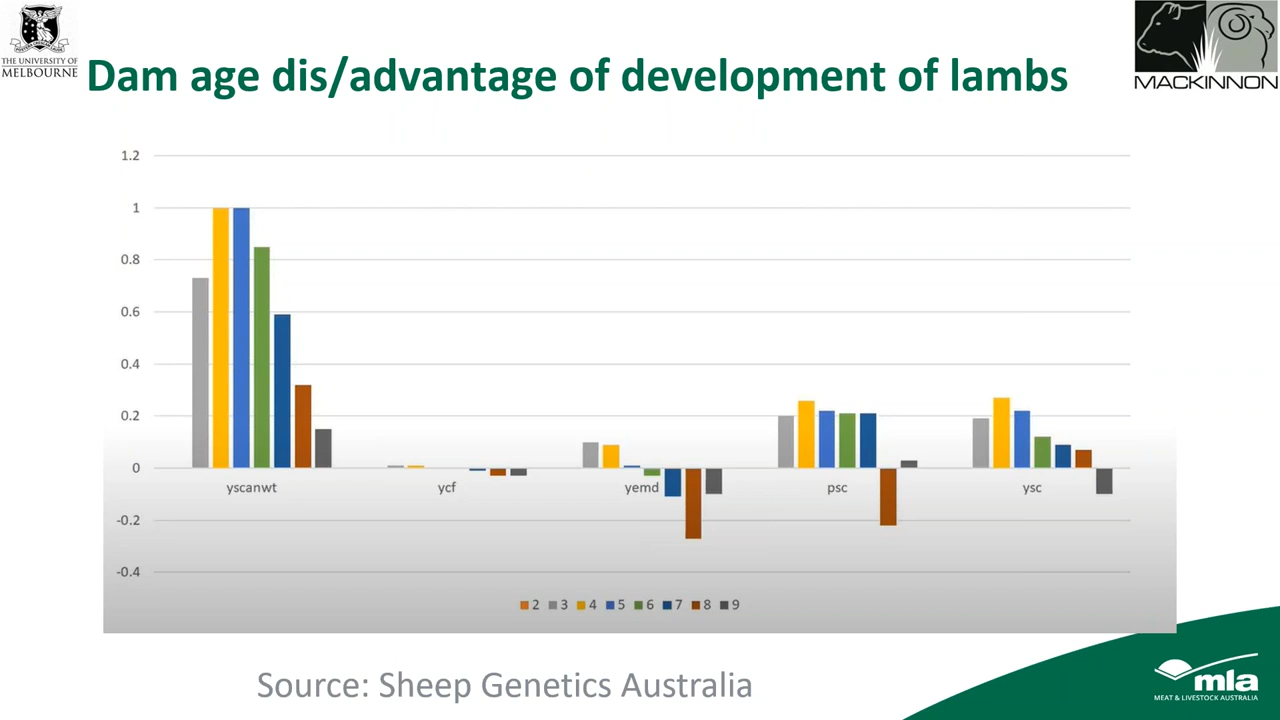 THE UNIVERSITY OF
MELBOURNE
Dam age dis/advantage of development of lambs
MACKINNON
1.2
1
0.8
0.6
0.4
0.2
0
-0.2
-0.4
yscanwt ycf yemd psc ysc
2 3 4 5 6 7 8 9
Source: Sheep Genetics Australia
mla
MEAT & LIVESTOCK AUSTRALIA